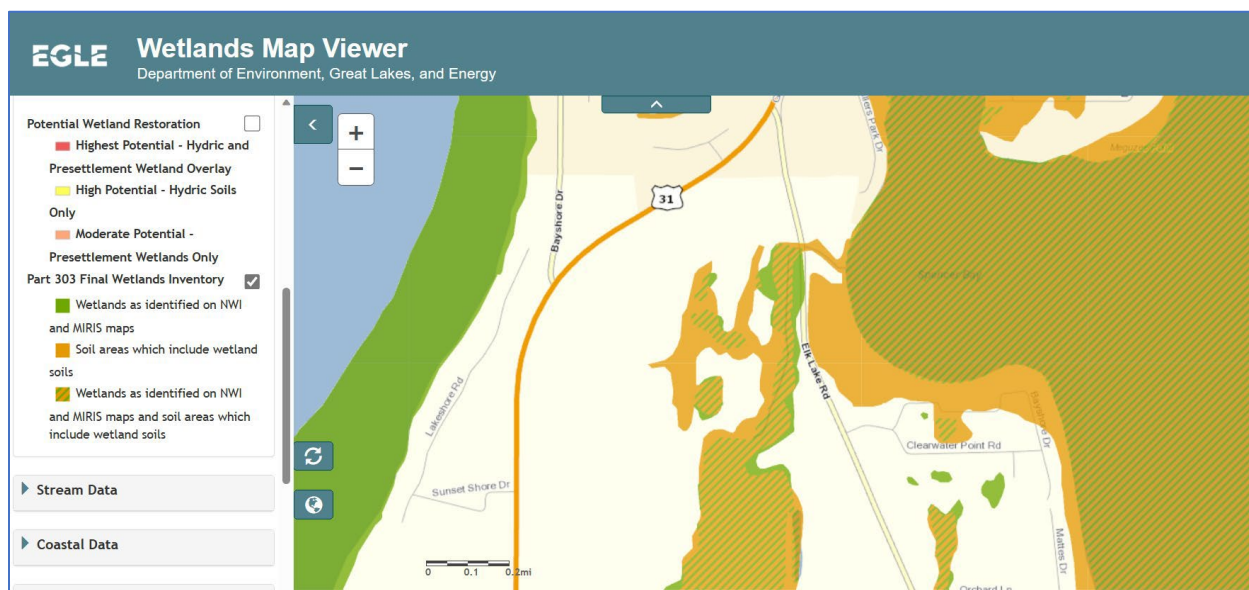 EGLE
Wetlands Map Viewer
Department of Environment, Great Lakes, and Energy
Potential Wetland Restoration
Highest Potential - Hydric and
Presettlement Wetland Overlay
High Potential - Hydric Soils
Only
Moderate Potential -
Presettlement Wetlands Only
Part 303 Final Wetlands Inventory
Wetlands as identified on NWI
and MIRIS maps
Soil areas which include wetland
soils
Wetlands as identified on NWI
and MIRIS maps and soil areas which
include wetland soils
Stream Data
Coastal Data
+
−
31
Bayshore Dr
Park Dr
Lakeshore Rd
Sunset Shore Dr
Elk Lake Rd
Clearwater Point Rd
Bayshore Dr
Mattes Dr
0 0.1 0.2mi